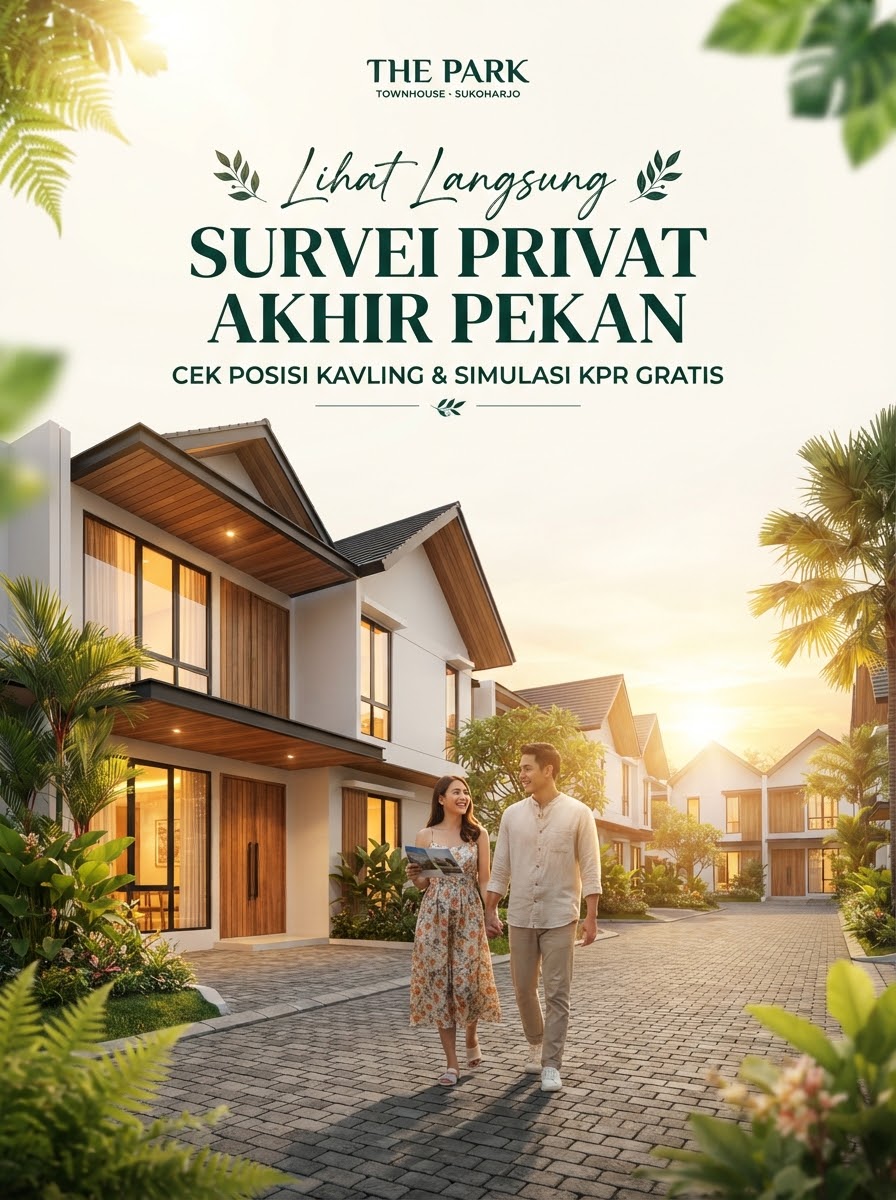 THE PARK
TOWNHOUSE - SUKOHARJO
Lihat Langsung
SURVEI PRIVAT
AKHIR PEKAN
CEK POSISI KAVLING & SIMULASI KPR GRATIS